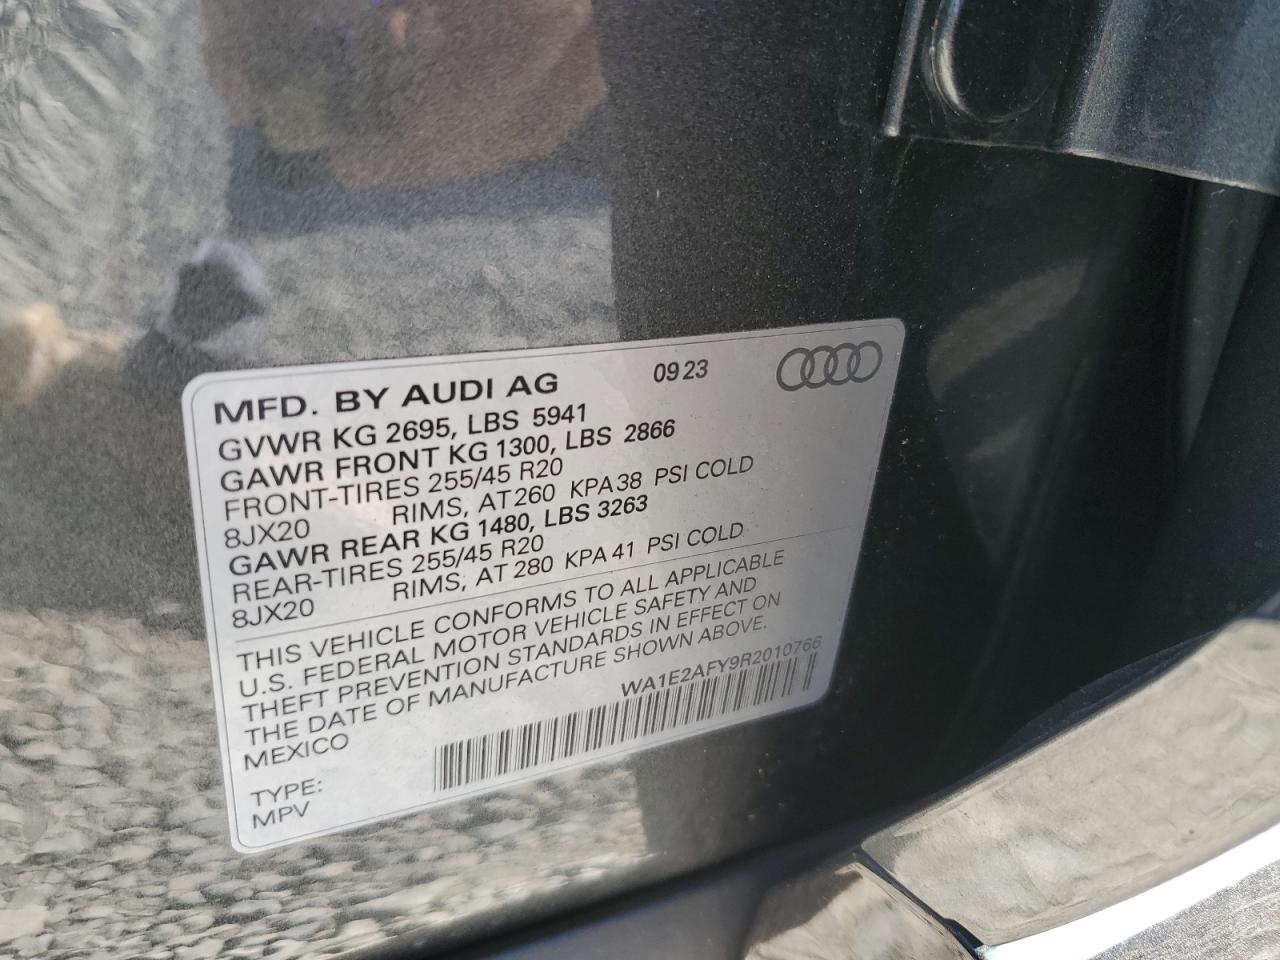 MFD. BY AUDI AG 09 23
GVWR KG 2695, LBS 5941
GAWR FRONT KG 1300, LBS 2866
FRONT-TIRES 255/45 R20
8JX20 RIMS, AT 260 KPA 38 PSI COLD
GAWR REAR KG 1480, LBS 3263
REAR-TIRES 255/45 R20
8JX20 RIMS, AT 280 KPA 41 PSI COLD
THIS VEHICLE CONFORMS TO ALL APPLICABLE
U.S. FEDERAL MOTOR VEHICLE SAFETY AND
THEFT PREVENTION STANDARDS IN EFFECT ON
THE DATE OF MANUFACTURE SHOWN ABOVE.
MEXICO WA1E2AFY9R2010766
TYPE:
MPV